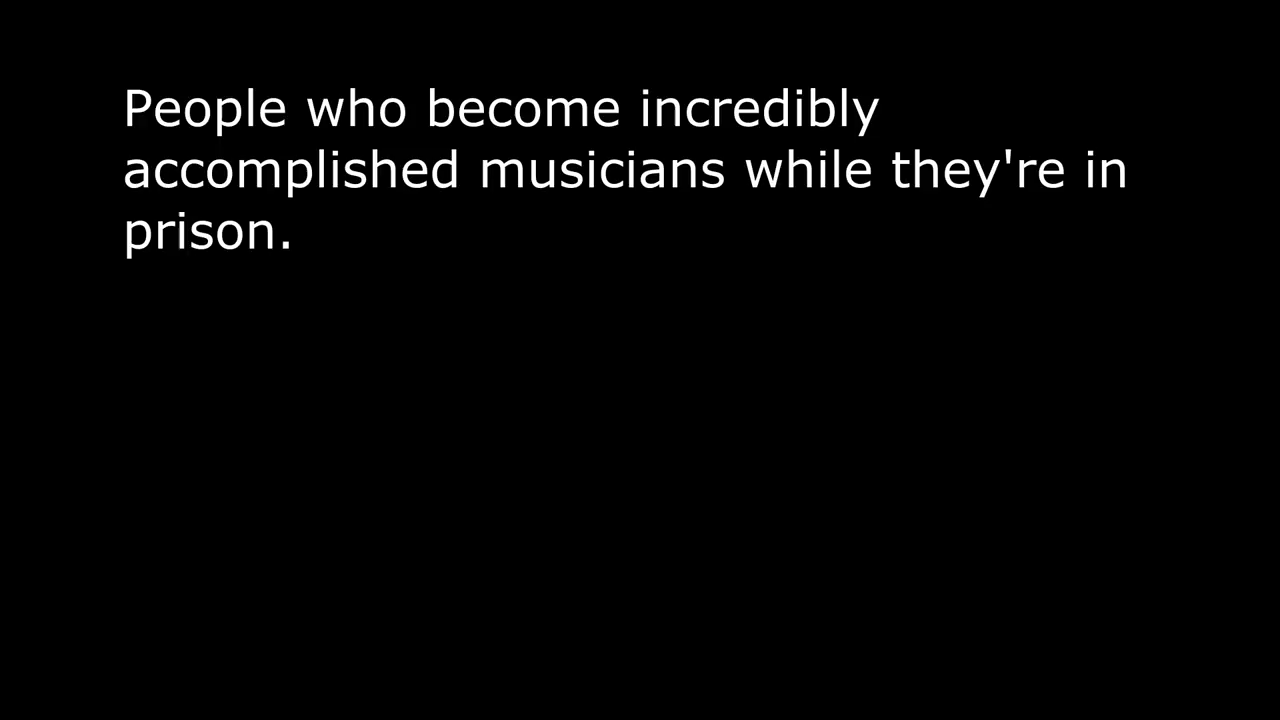 People who become incredibly
accomplished musicians while they're in
prison.